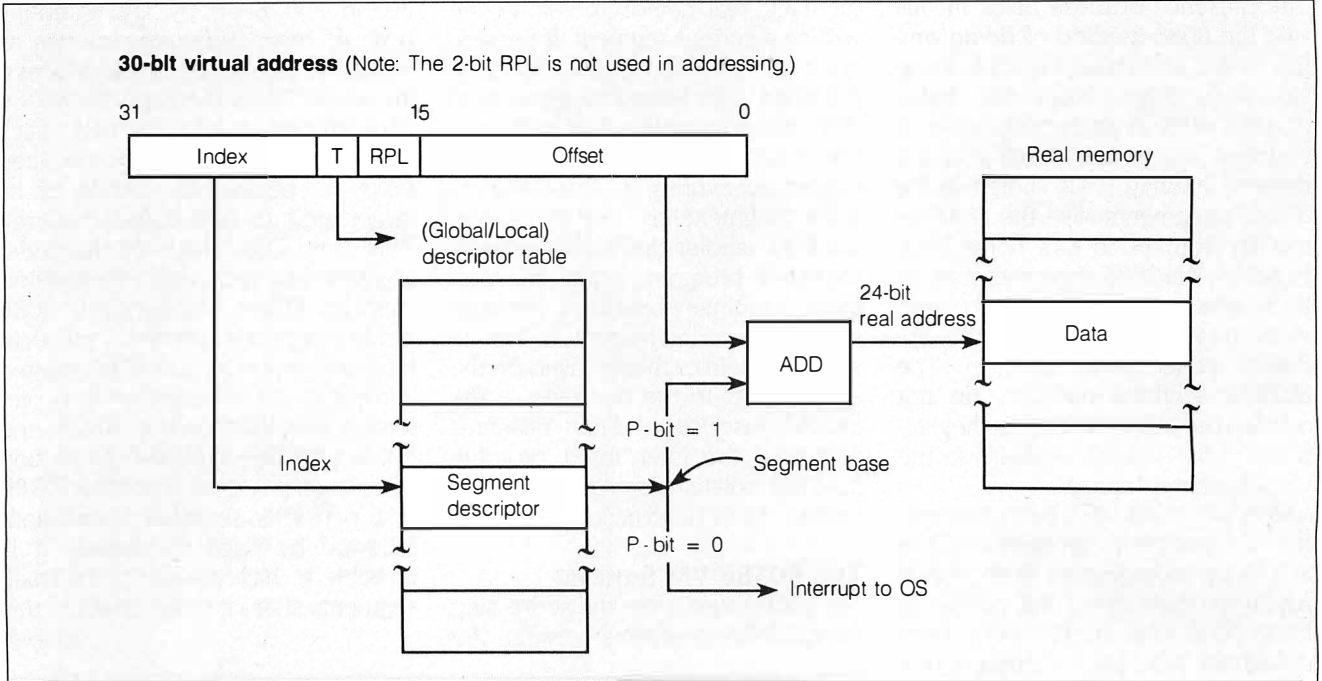 30-bit virtual address (Note: The 2-bit RPL is not used in addressing.)
31 15 0
Index T RPL Offset
Real memory
(Global/Local)
descriptor table
24-bit
real address
ADD
Data
P-bit = 1
Index
Segment base
Segment
descriptor
P-bit = 0
Interrupt to OS